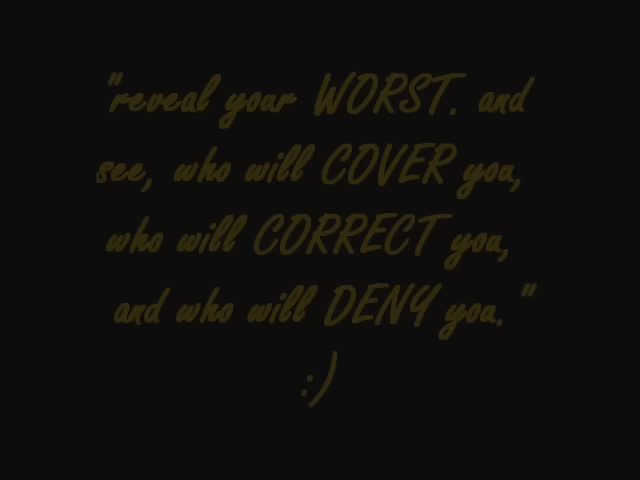 "reveal your WORST. and
see, who will COVER you,
who will CORRECT you,
and who will DENY you."
:)